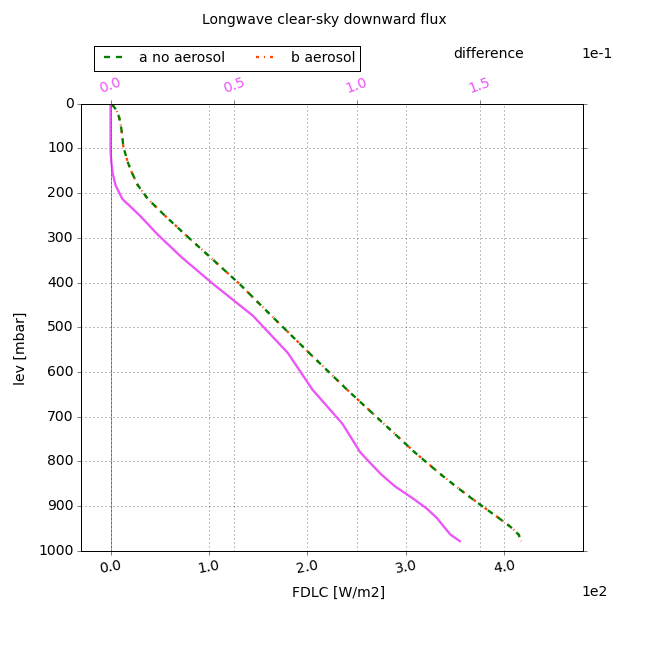 Longwave clear-sky downward flux
a no aerosol b aerosol difference 1e-1
0.0 0.5 1.0 1.5
0
100
200
300
400
500
600
700
800
900
1000
lev [mbar]
0.0 1.0 2.0 3.0 4.0
FDLC [W/m2] 1e2